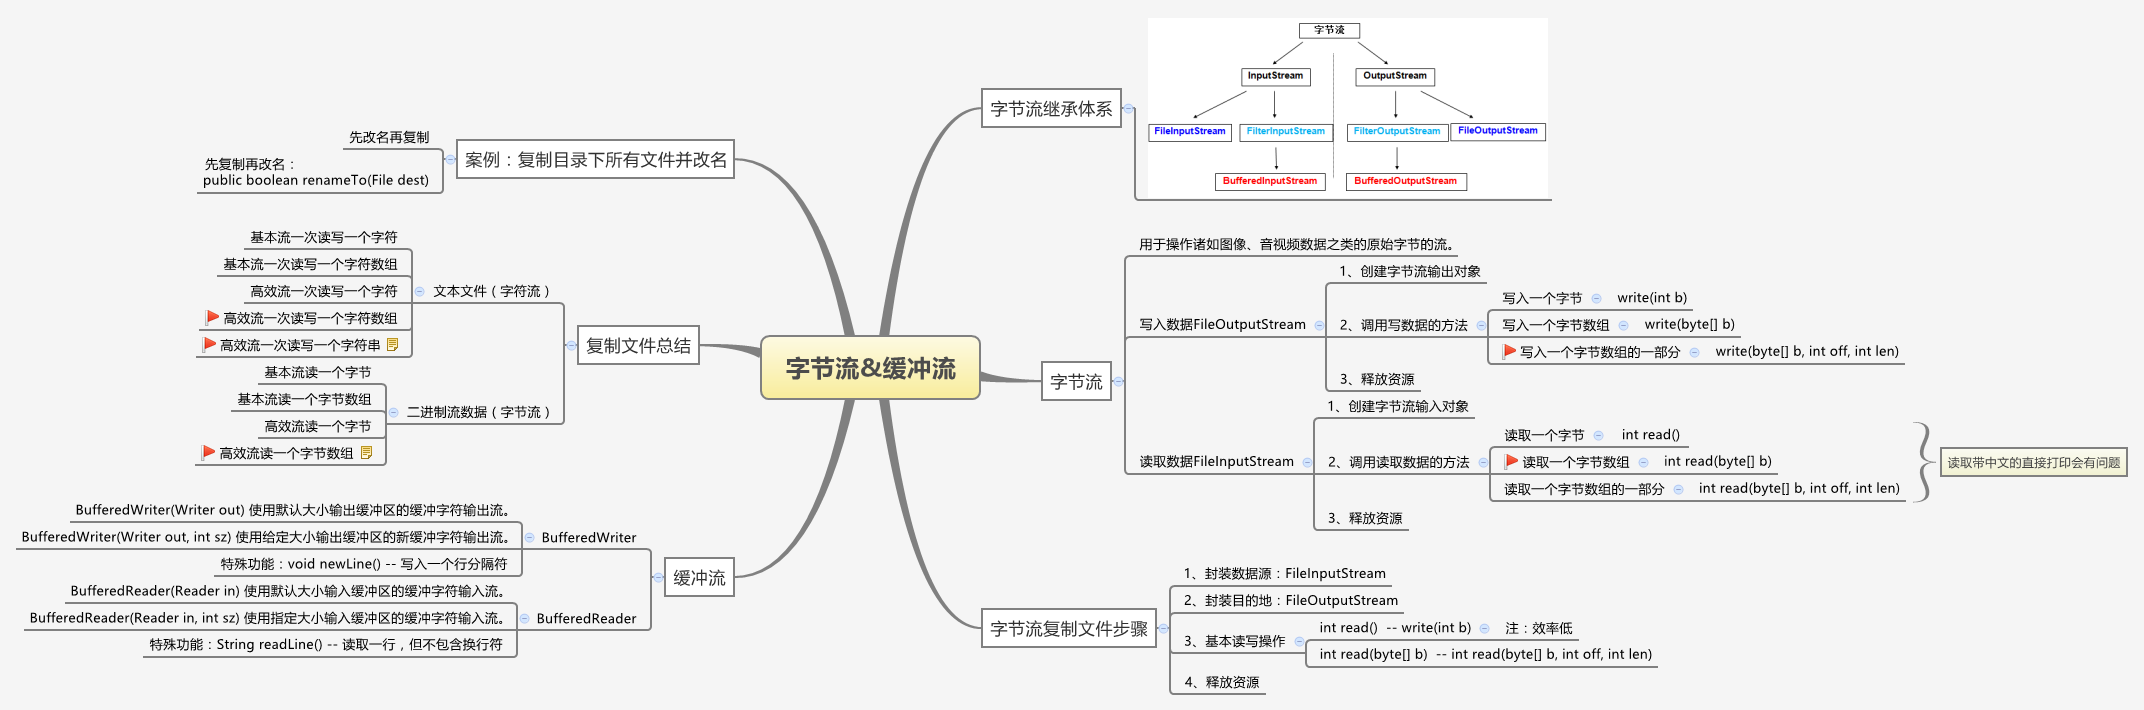 字节流&缓冲流
字节流继承体系
字节流
InputStream
OutputStream
FileInputStream
FilterInputStream
FilterOutputStream
FileOutputStream
BufferedInputStream
BufferedOutputStream
字节流
用于操作诸如图像、音视频数据之类的原始字节的流。
写入数据FileOutputStream
1、创建字节流输出对象
2、调用写数据的方法
写入一个字节
write(int b)
写入一个字节数组
write(byte[] b)
写入一个字节数组的一部分
write(byte[] b, int off, int len)
3、释放资源
读取数据FileInputStream
1、创建字节流输入对象
2、调用读取数据的方法
读取一个字节
int read()
读取一个字节数组
int read(byte[] b)
读取一个字节数组的一部分
int read(byte[] b, int off, int len)
读取带中文的直接打印会有问题
3、释放资源
字节流复制文件步骤
1、封装数据源：FileInputStream
2、封装目的地：FileOutputStream
3、基本读写操作
int read()  -- write(int b)
注：效率低
int read(byte[] b)  -- int read(byte[] b, int off, int len)
4、释放资源
案例：复制目录下所有文件并改名
先改名再复制
先复制再改名：
public boolean renameTo(File dest)
复制文件总结
文本文件（字符流）
基本流一次读写一个字符
基本流一次读写一个字符数组
高效流一次读写一个字符
高效流一次读写一个字符数组
高效流一次读写一个字符串
二进制流数据（字节流）
基本流读一个字节
基本流读一个字节数组
高效流读一个字节
高效流读一个字节数组
缓冲流
BufferedWriter
BufferedWriter(Writer out) 使用默认大小输出缓冲区的缓冲字符输出流。
BufferedWriter(Writer out, int sz) 使用给定大小输出缓冲区的新缓冲字符输出流。
特殊功能：void newLine() -- 写入一个行分隔符
BufferedReader
BufferedReader(Reader in) 使用默认大小输入缓冲区的缓冲字符输入流。
BufferedReader(Reader in, int sz) 使用指定大小输入缓冲区的缓冲字符输入流。
特殊功能：String readLine() -- 读取一行，但不包含换行符